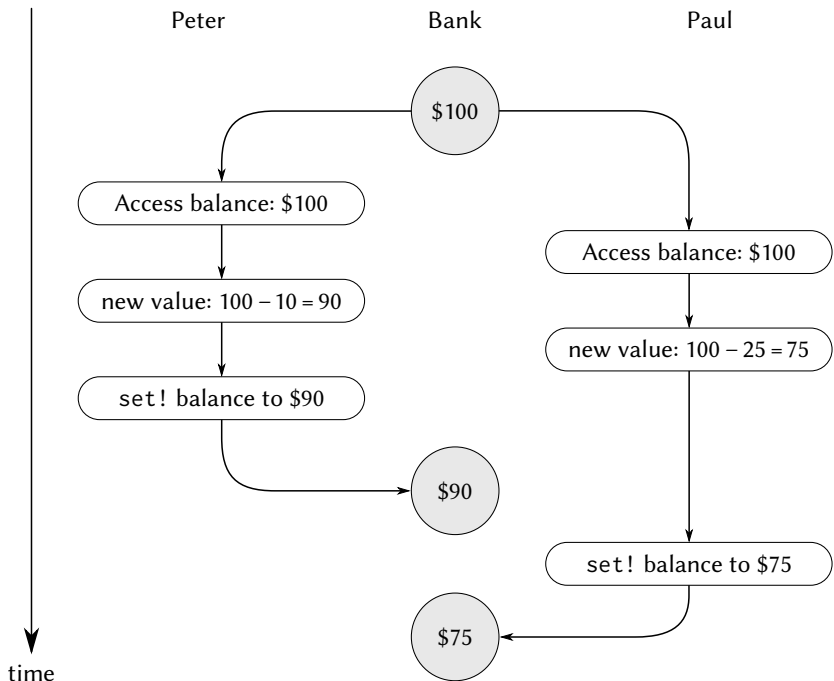 Peter
Bank
Paul
$100
Access balance: $100
Access balance: $100
new value: 100 – 10 = 90
new value: 100 – 25 = 75
set! balance to $90
$90
set! balance to $75
$75
time